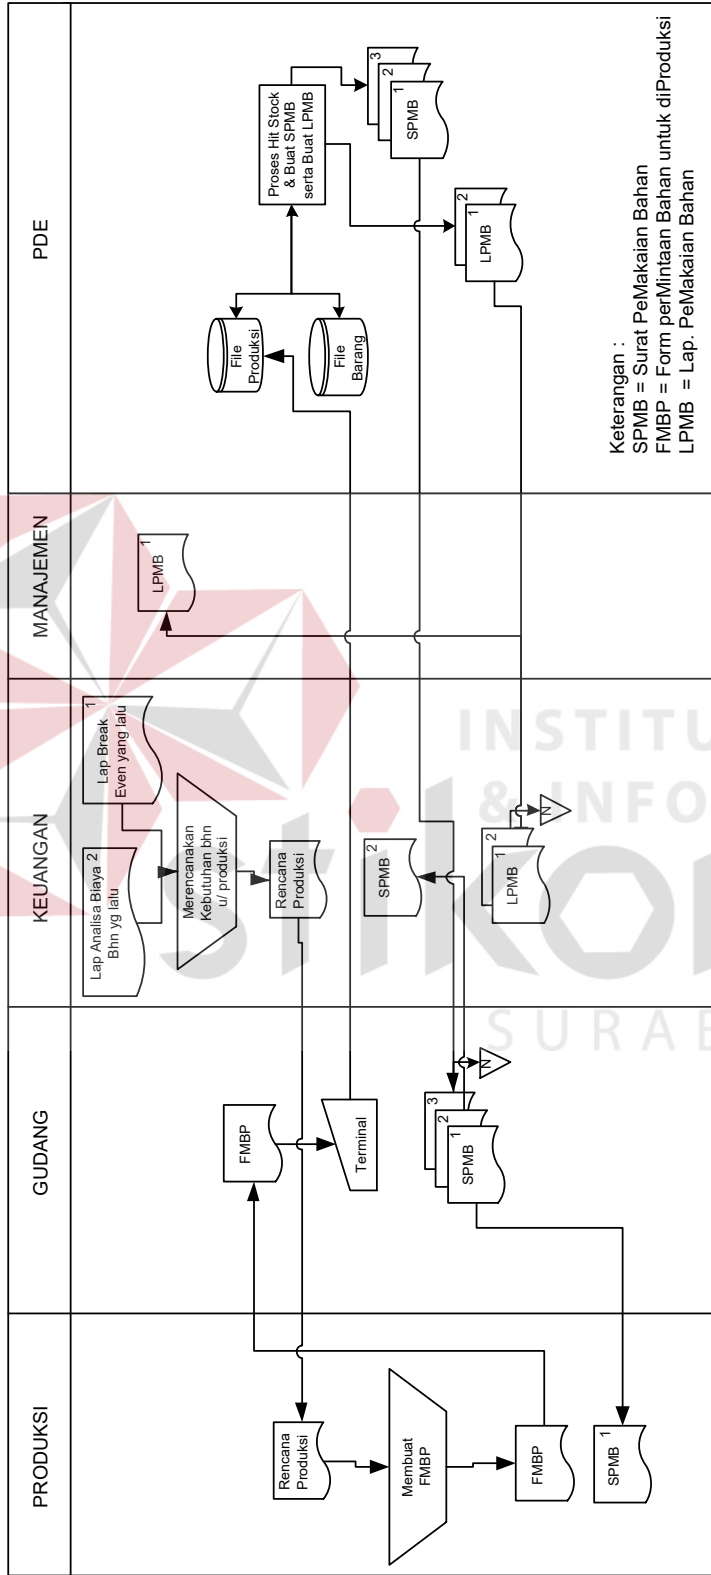 PRODUKSI
GUDANG
KEUANGAN
MANAJEMEN
PDE
Rencana
Produksi
Membuat
FMBP
FMBP
SPMB
1
FMBP
Terminal
3
2
1
SPMB
N
Lap Analisa Biaya 2
Bhn yg lalu
1
Lap Break
Even yang lalu
Merencanakan
Kebutuhan bhn
u/ produksi
Rencana
Produksi
2
SPMB
2
1
LPMB
N
1
LPMB
File
Produksi
File
Barang
Proses Hit Stock
& Buat SPMB
serta Buat LPMB
3
2
1
SPMB
2
1
LPMB
Keterangan :
SPMB = Surat PeMakaian Bahan
FMBP = Form perMintaan Bahan untuk diProduksi
LPMB = Lap. PeMakaian Bahan
INSTITU
& INFO
stikom
SURAB